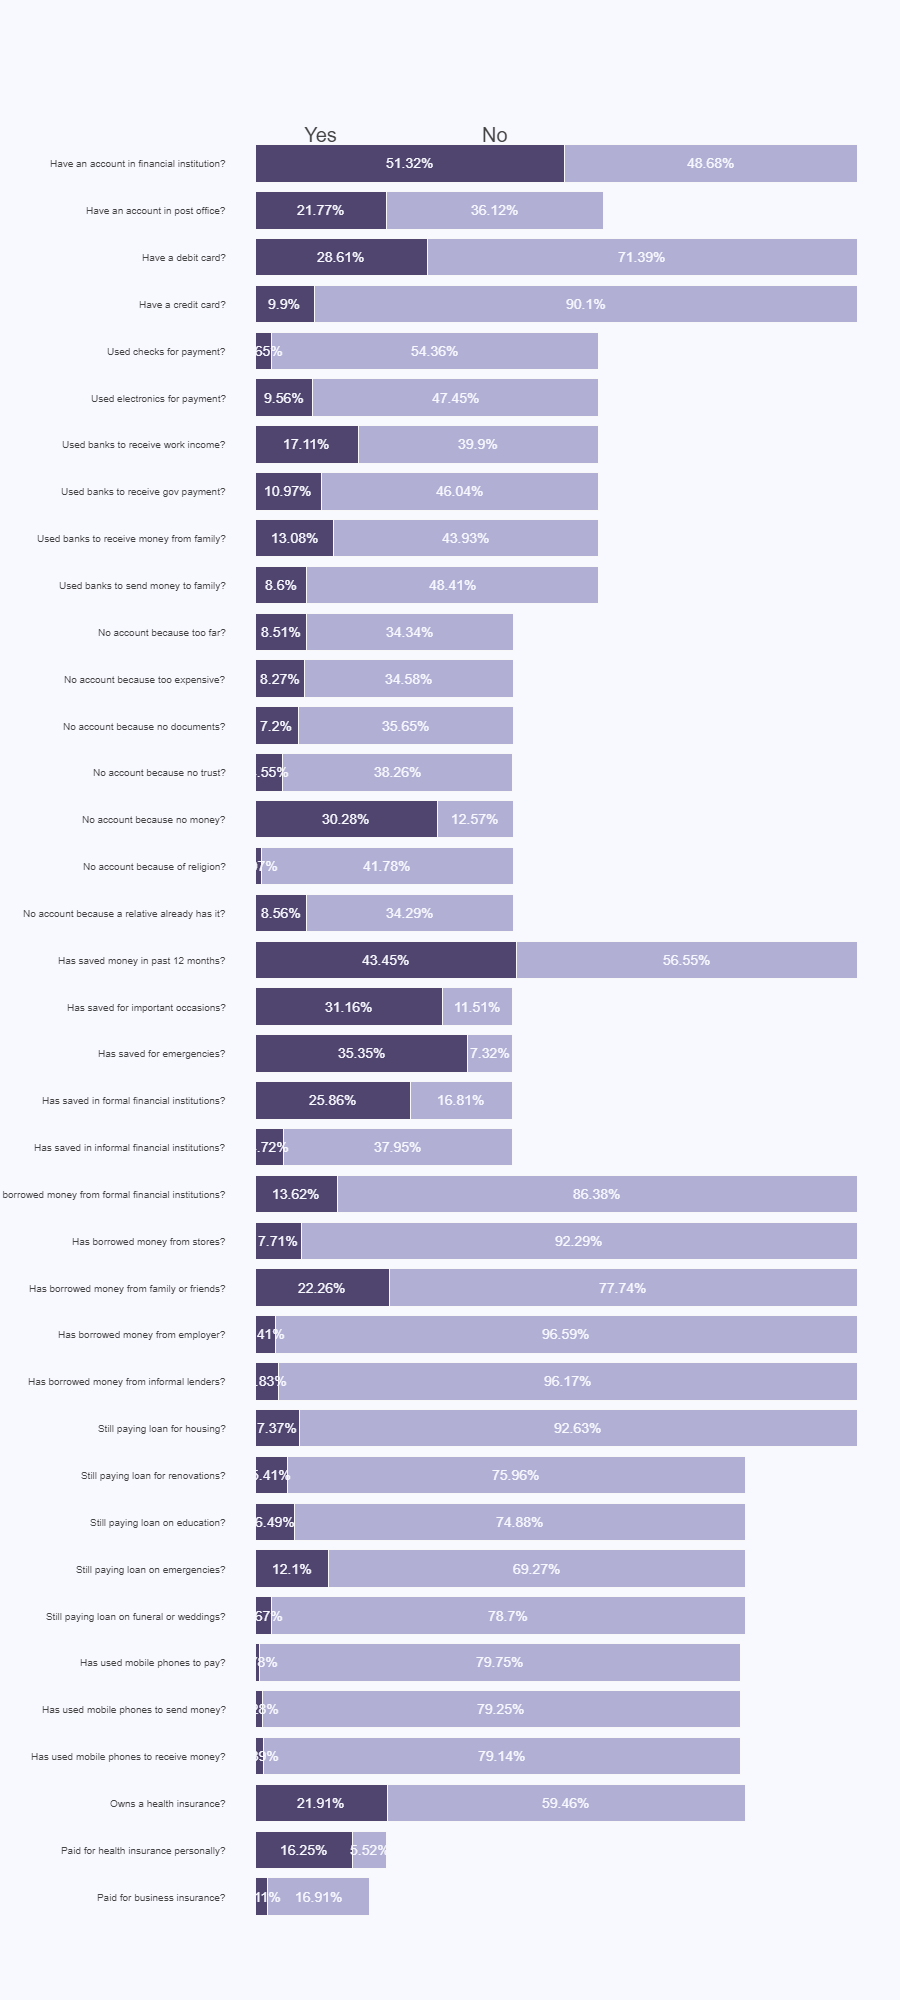 Yes No
Have an account in financial institution? 51.32% 48.68%
Have an account in post office? 21.77% 36.12%
Have a debit card? 28.61% 71.39%
Have a credit card? 9.9% 90.1%
Used checks for payment? 65% 54.36%
Used electronics for payment? 9.56% 47.45%
Used banks to receive work income? 17.11% 39.9%
Used banks to receive gov payment? 10.97% 46.04%
Used banks to receive money from family? 13.08% 43.93%
Used banks to send money to family? 8.6% 48.41%
No account because too far? 8.51% 34.34%
No account because too expensive? 8.27% 34.58%
No account because no documents? 7.2% 35.65%
No account because no trust? .55% 38.26%
No account because no money? 30.28% 12.57%
No account because of religion? 07% 41.78%
No account because a relative already has it? 8.56% 34.29%
Has saved money in past 12 months? 43.45% 56.55%
Has saved for important occasions? 31.16% 11.51%
Has saved for emergencies? 35.35% 7.32%
Has saved in formal financial institutions? 25.86% 16.81%
Has saved in informal financial institutions? .72% 37.95%
borrowed money from formal financial institutions? 13.62% 86.38%
Has borrowed money from stores? 7.71% 92.29%
Has borrowed money from family or friends? 22.26% 77.74%
Has borrowed money from employer? 41% 96.59%
Has borrowed money from informal lenders? .83% 96.17%
Still paying loan for housing? 7.37% 92.63%
Still paying loan for renovations? 5.41% 75.96%
Still paying loan on education? 6.49% 74.88%
Still paying loan on emergencies? 12.1% 69.27%
Still paying loan on funeral or weddings? 67% 78.7%
Has used mobile phones to pay? 78% 79.75%
Has used mobile phones to send money? 28% 79.25%
Has used mobile phones to receive money? 39% 79.14%
Owns a health insurance? 21.91% 59.46%
Paid for health insurance personally? 16.25% 5.52%
Paid for business insurance? 11% 16.91%